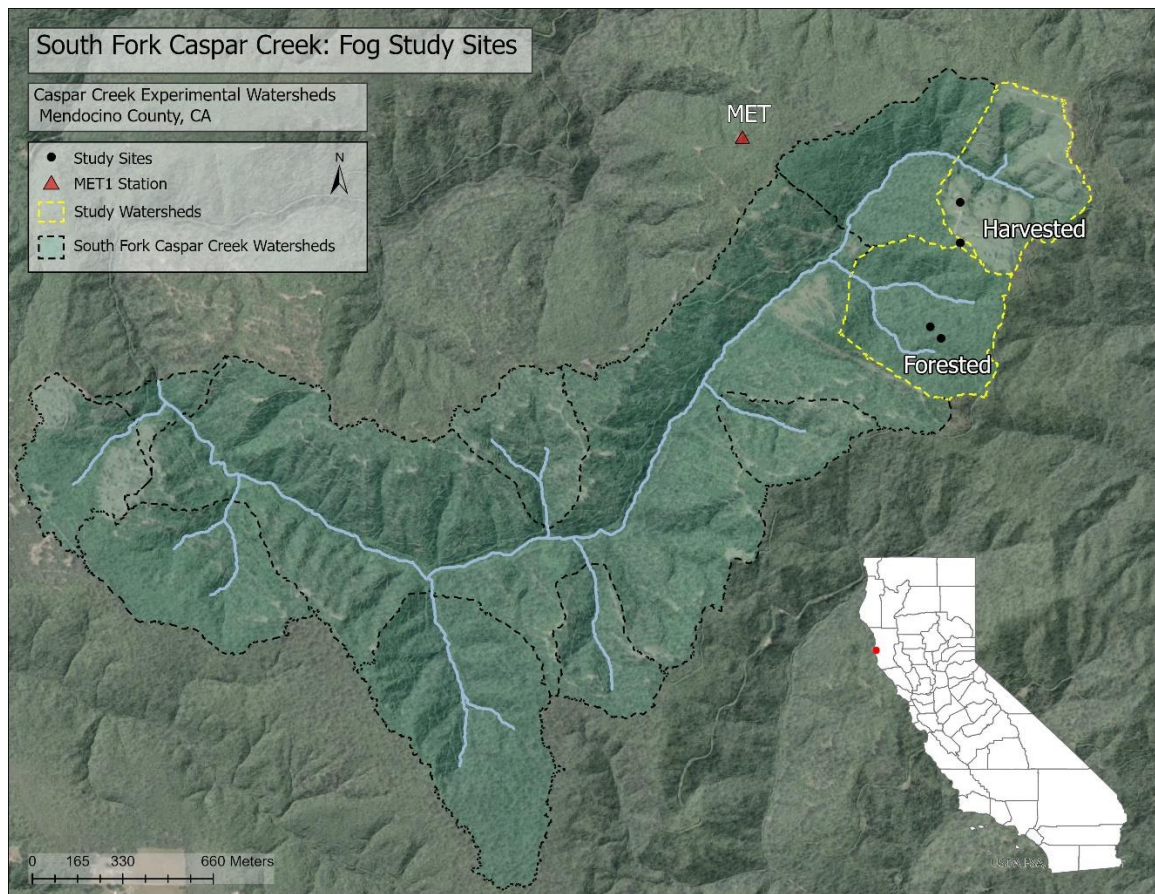 South Fork Caspar Creek: Fog Study Sites
Caspar Creek Experimental Watersheds
Mendocino County, CA
Study Sites
MET1 Station
Study Watersheds
South Fork Caspar Creek Watersheds
N
MET
Harvested
Forested
0 165 330 660 Meters